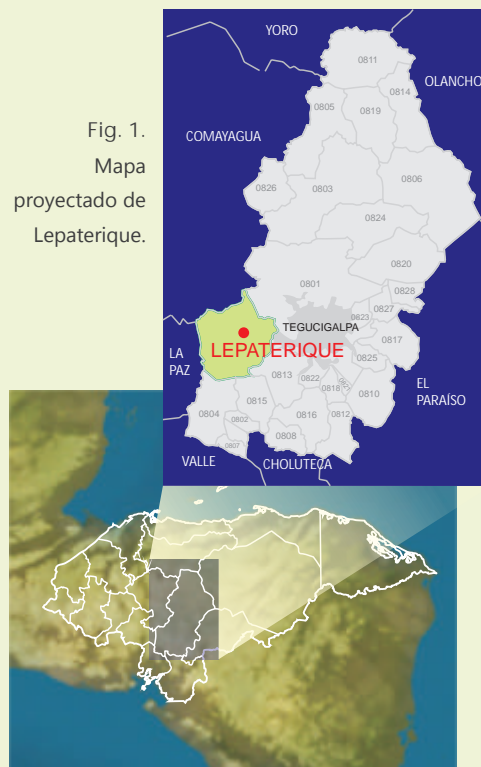 Fig. 1.
Mapa
proyectado de
Lepaterique.
YORO
OLANCHO
COMAYAGUA
0811
0814
0805
0819
0826
0803
0806
0824
0820
0801
0828
0827
0823
TEGUCIGALPA
LEPATERIQUE
0817
0825
LA
PAZ
0813
0822
0818
0821
0810
EL
PARAÍSO
0804
0815
0802
0816
0812
0807
0808
VALLE
CHOLUTECA